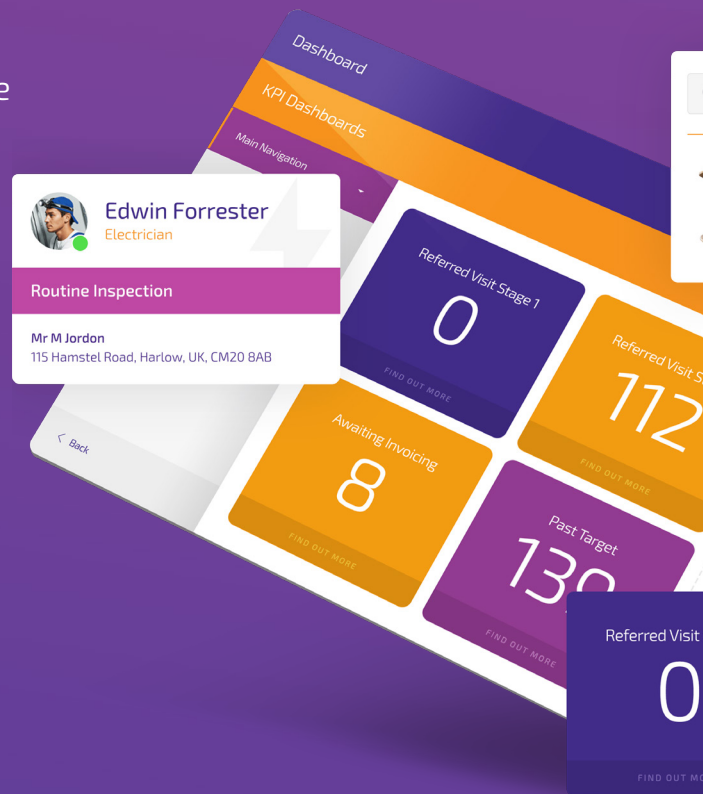 Dashboard
KPI Dashboards
Main Navigation
Edwin Forrester
Electrician
Routine Inspection
Mr M Jordon
115 Hamstel Road, Harlow, UK, CM20 8AB
Back
Referred Visit Stage 1
0
FIND OUT MORE
Referred Visit
112
FIND OUT MORE
Awaiting Invoicing
8
FIND OUT MORE
Past Target
FIND OUT MORE
Referred Visit
0
FIND OUT